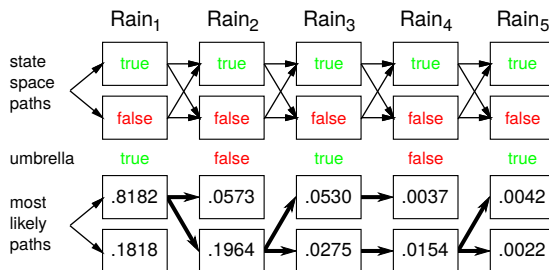 Rain1 Rain2 Rain3 Rain4 Rain5
state space paths
true true true true true
false false false false false
umbrella true false true false true
most likely paths
.8182 .0573 .0530 .0037 .0042
.1818 .1964 .0275 .0154 .0022